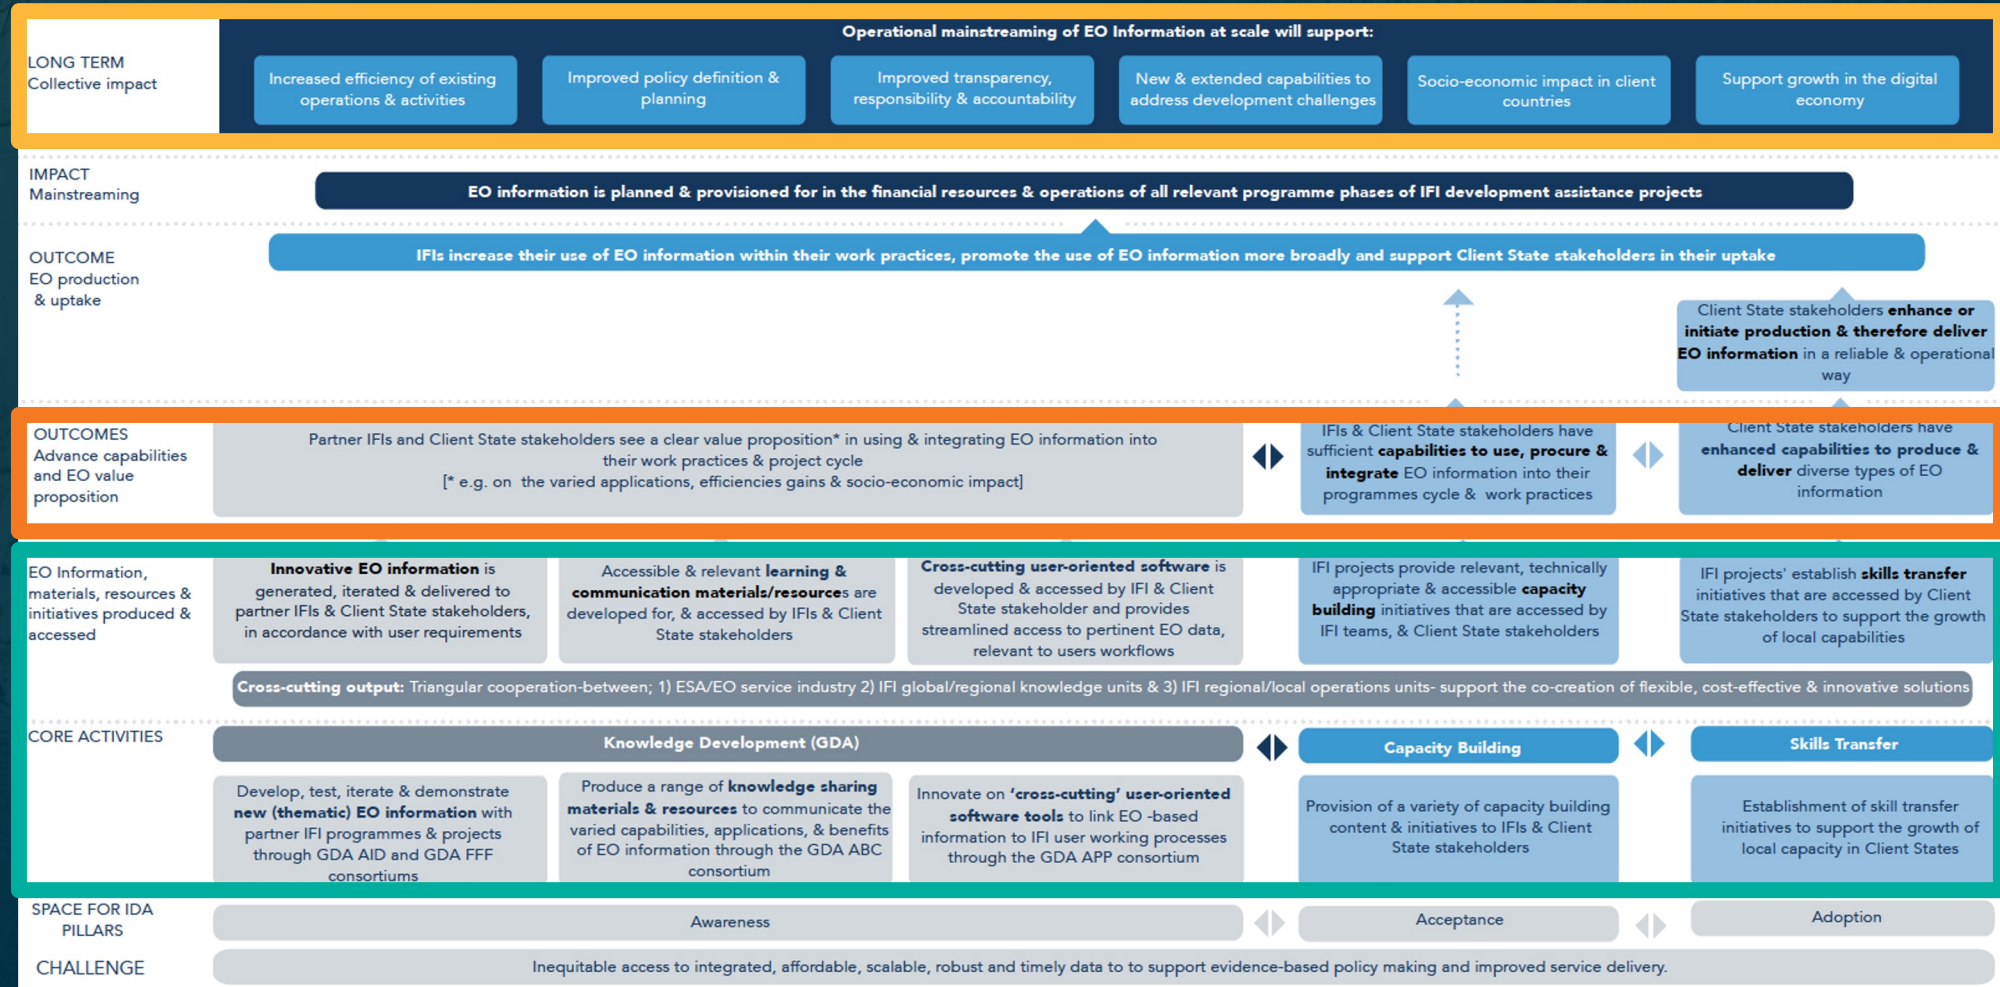 Operational mainstreaming of EO Information at scale will support:
LONG TERM
Collective impact
Increased efficiency of existing
operations & activities
Improved policy definition &
planning
Improved transparency,
responsibility & accountability
New & extended capabilities to
address development challenges
Socio-economic impact in client
countries
Support growth in the digital
economy
IMPACT
Mainstreaming
EO information is planned & provisioned for in the financial resources & operations of all relevant programme phases of IFI development assistance projects
OUTCOME
EO production
& uptake
IFIs increase their use of EO information within their work practices, promote the use of EO information more broadly and support Client State stakeholders in their uptake
Client State stakeholders enhance or
initiate production & therefore deliver
EO information in a reliable & operational
way
OUTCOMES
Advance capabilities
and EO value
proposition
Partner IFIs and Client State stakeholders see a clear value proposition* in using & integrating EO information into
their work practices & project cycle
[* e.g. on the varied applications, efficiencies gains & socio-economic impact]
IFIs & Client State stakeholders have
sufficient capabilities to use, procure &
integrate EO information into their
programmes cycle & work practices
Client State stakeholders have
enhanced capabilities to produce &
deliver diverse types of EO
information
EO Information,
materials, resources &
initiatives produced &
accessed
Innovative EO information is
generated, iterated & delivered to
partner IFIs & Client State stakeholders,
in accordance with user requirements
Accessible & relevant learning &
communication materials/resources are
developed for, & accessed by IFIs & Client
State stakeholders
Cross-cutting user-oriented software is
developed & accessed by IFI & Client
State stakeholder and provides
streamlined access to pertinent EO data,
relevant to users workflows
IFI projects provide relevant, technically
appropriate & accessible capacity
building initiatives that are accessed by
IFI teams, & Client State stakeholders
IFI projects' establish skills transfer
initiatives that are accessed by Client
State stakeholders to support the growth
of local capabilities
Cross-cutting output: Triangular cooperation-between; 1) ESA/EO service industry 2) IFI global/regional knowledge units & 3) IFI regional/local operations units- support the co-creation of flexible, cost-effective & innovative solutions
CORE ACTIVITIES
Knowledge Development (GDA)
Capacity Building
Skills Transfer
Develop, test, iterate & demonstrate
new (thematic) EO information with
partner IFI programmes & projects
through GDA AID and GDA FFF
consortiums
Produce a range of knowledge sharing
materials & resources to communicate the
varied capabilities, applications, & benefits
of EO information through the GDA ABC
consortium
Innovate on 'cross-cutting' user-oriented
software tools to link EO -based
information to IFI user working processes
through the GDA APP consortium
Provision of a variety of capacity building
content & initiatives to IFIs & Client
State stakeholders
Establishment of skill transfer
initiatives to support the growth of
local capacity in Client States
SPACE FOR IDA
PILLARS
Awareness
Acceptance
Adoption
CHALLENGE
Inequitable access to integrated, affordable, scalable, robust and timely data to to support evidence-based policy making and improved service delivery.